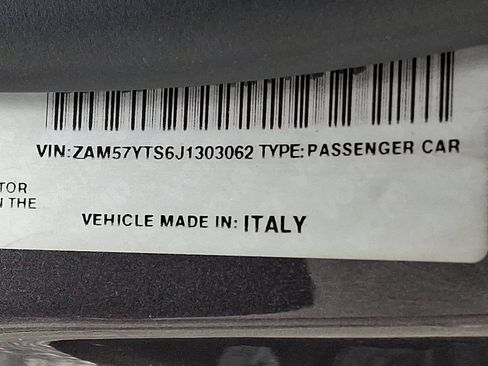 VIN:ZAM57YTS6J1303062 TYPE:PASSENGER CAR
TOR
N THE
VEHICLE MADE IN: ITALY